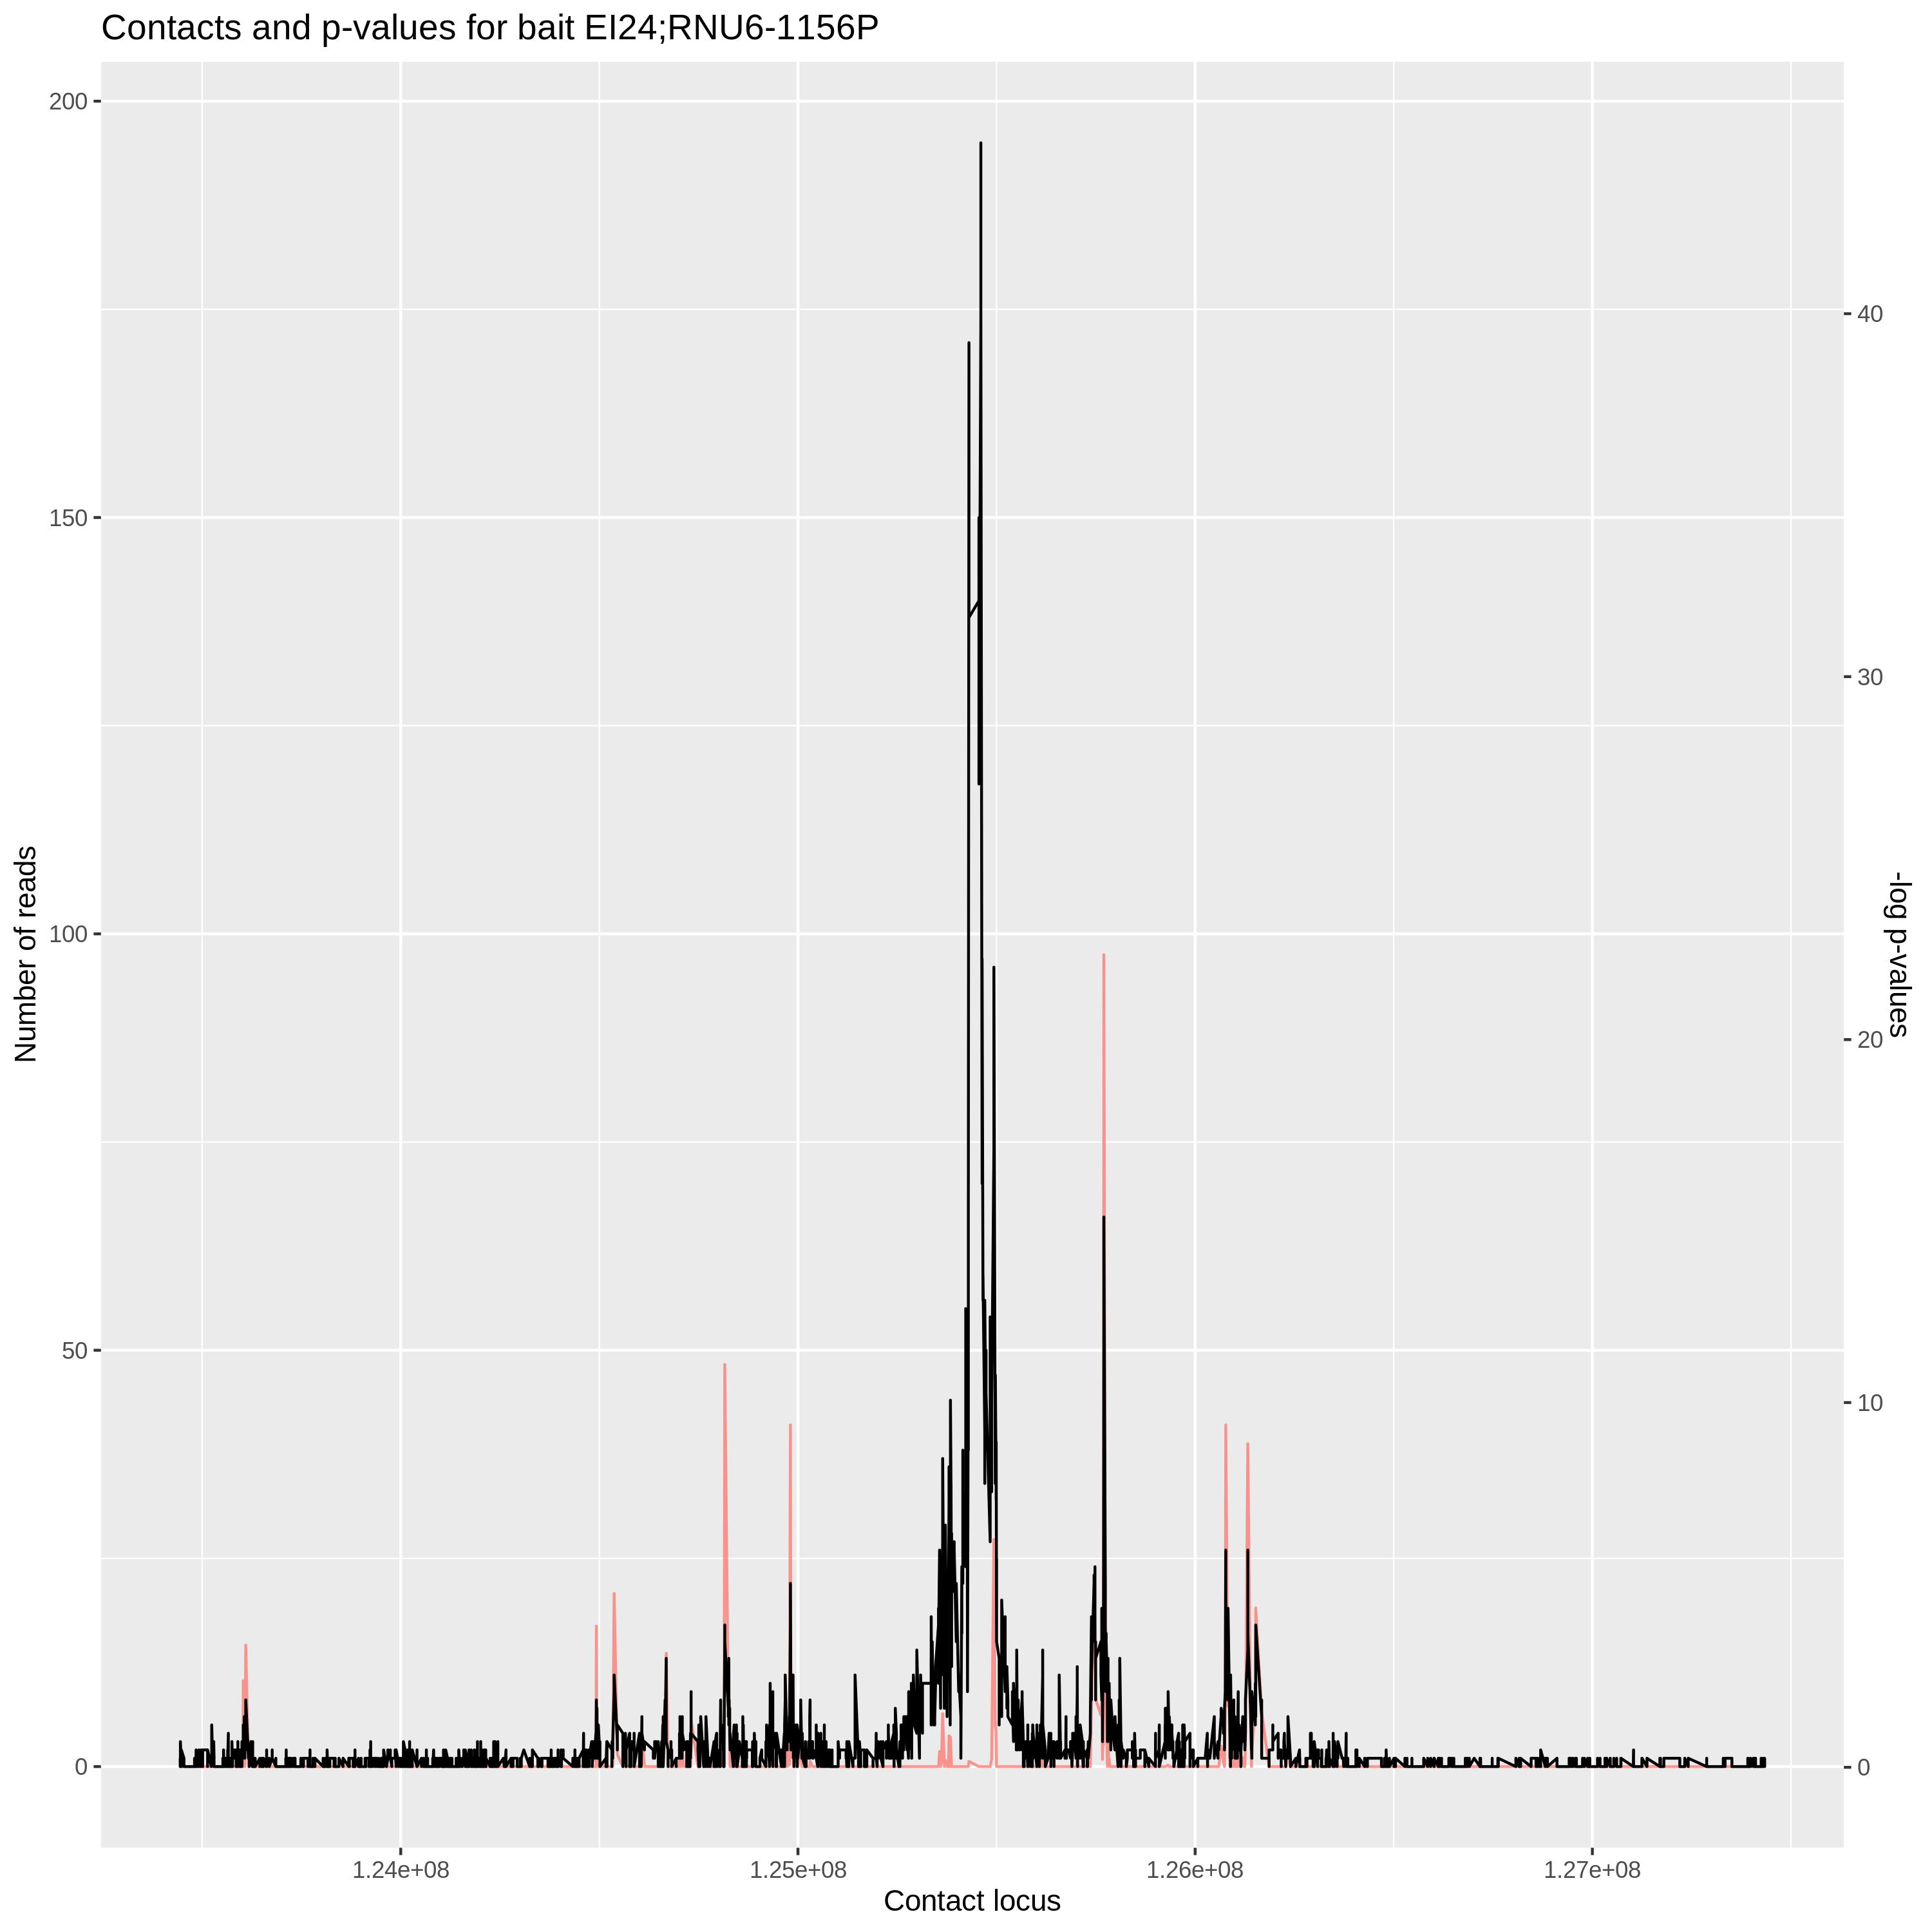 Contacts and p-values for bait EI24;RNU6-1156P
200
150
100
50
0
Number of reads
40
30
20
10
0
-log p-values
1.24e+08
1.25e+08
1.26e+08
1.27e+08
Contact locus